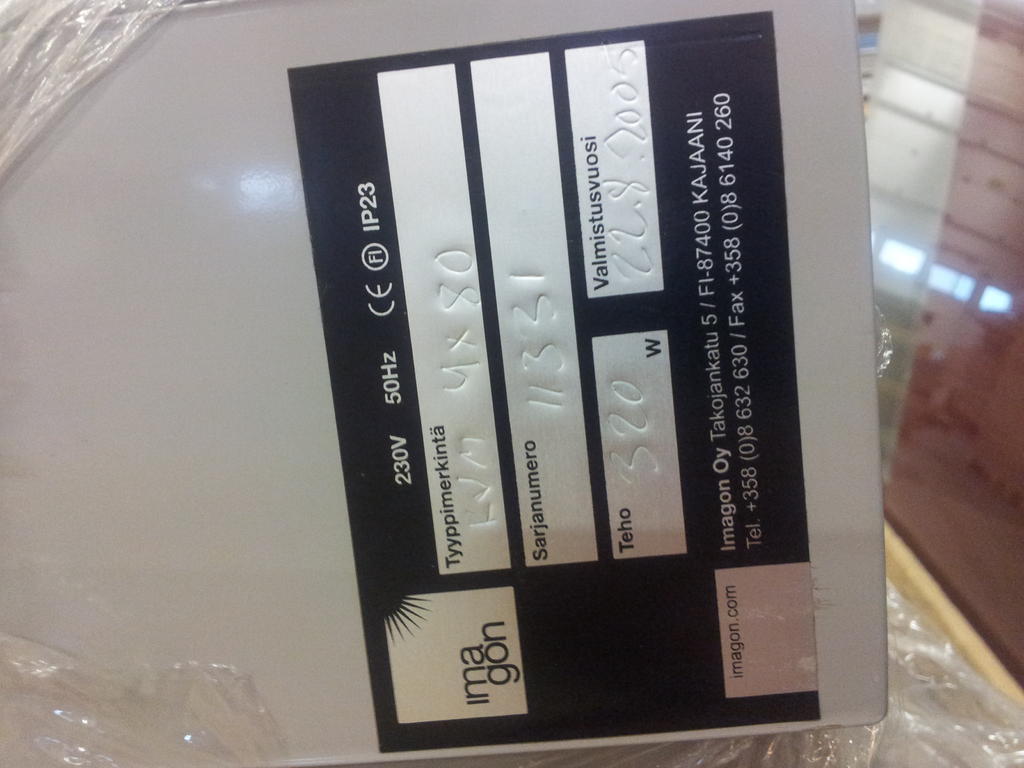 230V 50Hz CE FI IP23
Ima
gon
Tyyppimerkintä
KVM 4x80
Sarjanumero
11331
Teho
320 W
Valmistusvuosi
22.8.2005
imagon.com
Imagon Oy Takojankatu 5 / FI-87400 KAJAANI
Tel. +358 (0)8 632 630 / Fax +358 (0)8 6140 260